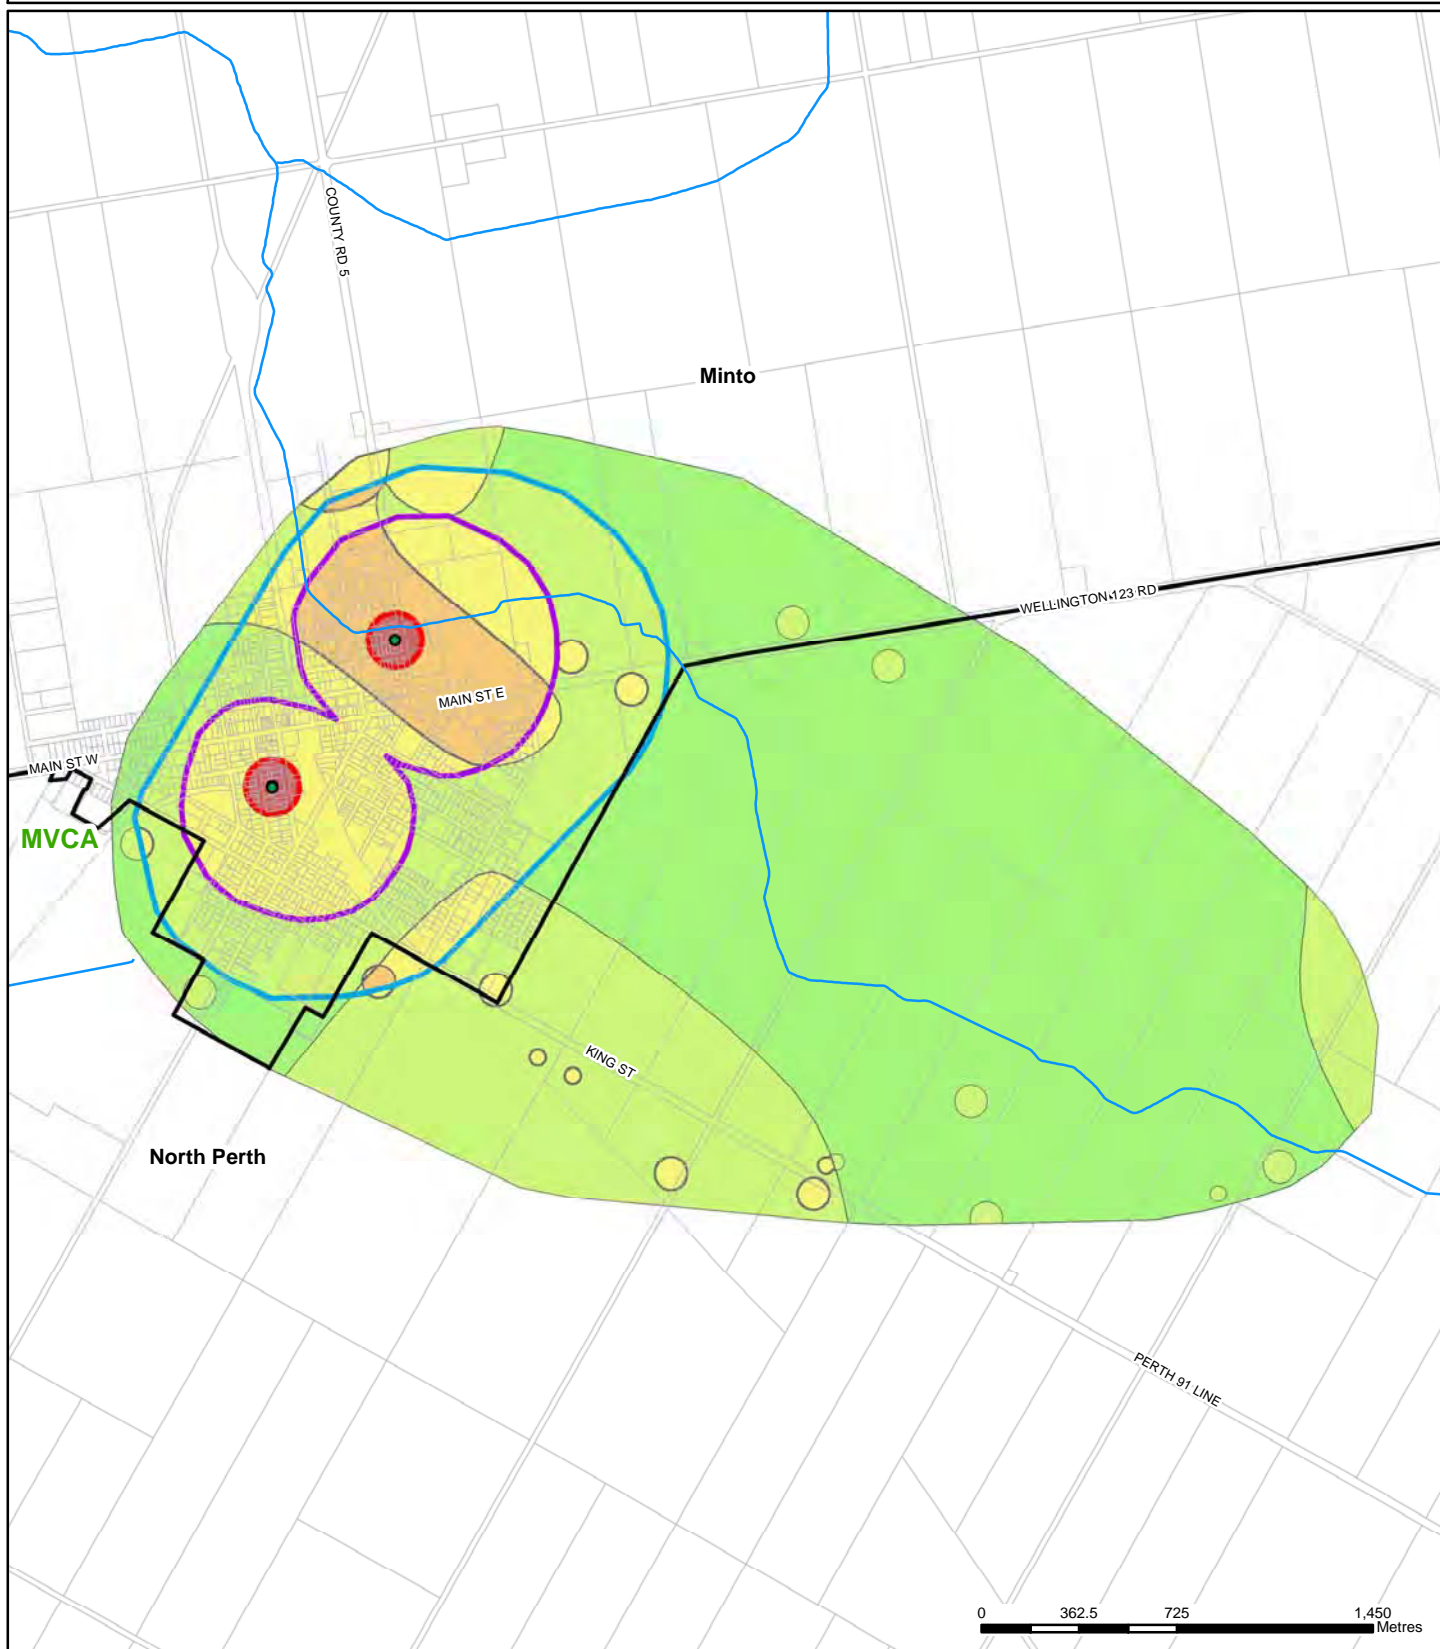 COUNTY RD 5
Minto
WELLINGTON 123 RD
MAIN ST E
MAIN ST W
MVCA
KING ST
North Perth
PERTH 91 LINE
0 362.5 725 1,450
Metres